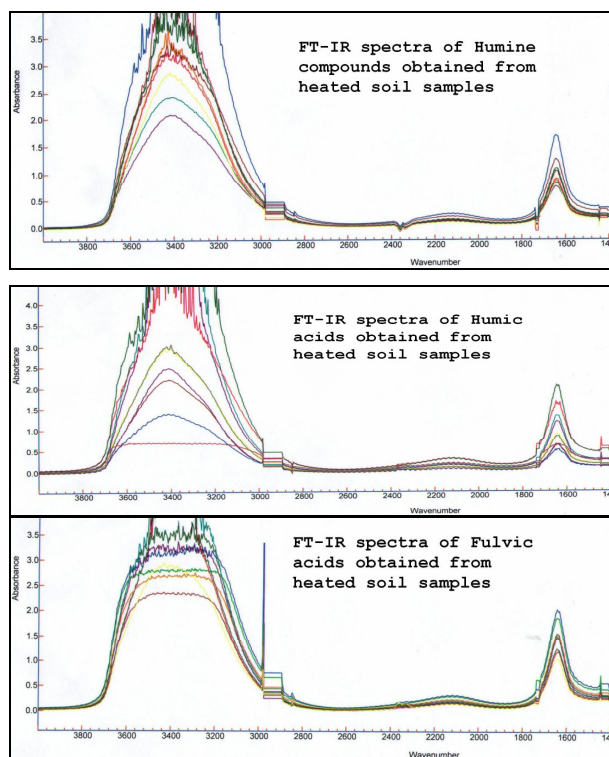 FT-IR spectra of Humine
compounds obtained from
heated soil samples
Absorbance
3.5
3.0
2.5
2.0
1.5
1.0
0.5
0.0
3800 3600 3400 3200 3000 2800 2600 2400 2200 2000 1800 1600 140
Wavenumber
FT-IR spectra of Humic
acids obtained from
heated soil samples
Absorbance
4.0
3.5
3.0
2.5
2.0
1.5
1.0
0.5
0.0
3800 3600 3400 3200 3000 2800 2600 2400 2200 2000 1800 1600 140
Wavenumber
FT-IR spectra of Fulvic
acids obtained from
heated soil samples
Absorbance
3.5
3.0
2.5
2.0
1.5
1.0
0.5
0.0
3800 3600 3400 3200 3000 2800 2600 2400 2200 2000 1800 1600 140
Wavenumber